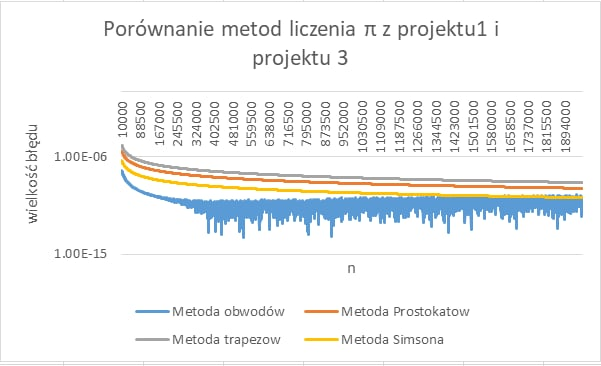 Porównanie metod liczenia π z projektu1 i
projektu 3
wielkość błędu
10000
88500
167000
245500
324000
402500
481000
559500
638000
716500
795000
873500
952000
1030500
1109000
1187500
1266000
1344500
1423000
1501500
1580000
1658500
1737000
1815500
1894000
1.00E-06
1.00E-15
n
Metoda obwodów
Metoda Prostokatow
Metoda trapezow
Metoda Simsona